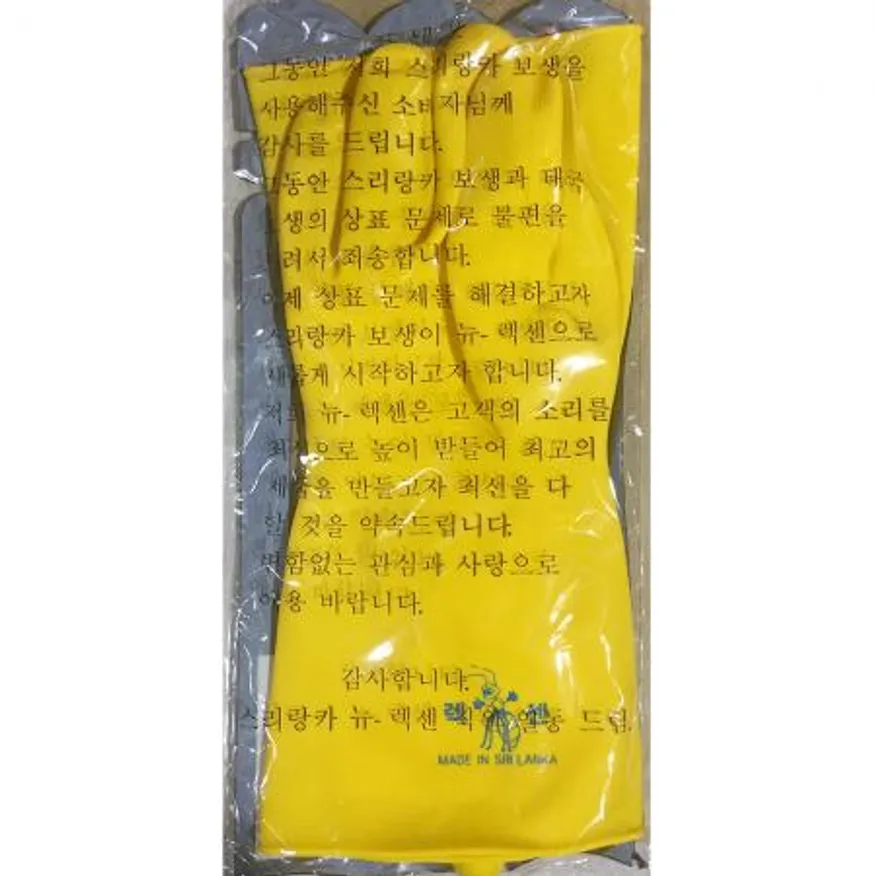 그동안 저희 스리랑카 보생을
사용해주신 소비자님께
감사를 드립니다.
그동안 스리랑카 보생과 태국
보생의 상표 문제로 불편을
드려서 죄송합니다.
이제 상표 문제를 해결하고자
스리랑카 보생이 뉴- 렉센으로
새롭게 시작하고자 합니다.
저희 뉴- 렉센은 고객의 소리를
최선으로 높이 받들어 최고의
제품을 만들고자 최선을 다
할 것을 약속드립니다.
변함없는 관심과 사랑으로
애용 바랍니다.
감사합니다.
스리랑카 뉴- 렉센 직원 일동 드림.
렉센
MADE IN SRI LANKA